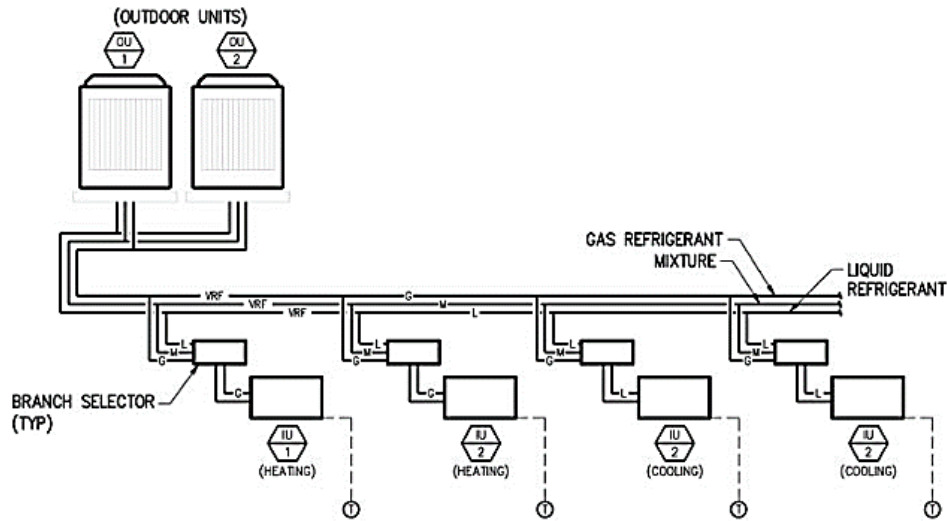 (OUTDOOR UNITS)
OU
1
OU
2
GAS REFRIGERANT
MIXTURE
LIQUID
REFRIGERANT
VRF
G
VRF
M
VRF
L
L
M
G
L
M
G
L
M
G
L
M
G
G
G
L
L
BRANCH SELECTOR
(TYP)
IU
1
(HEATING)
IU
2
(HEATING)
IU
2
(COOLING)
IU
2
(COOLING)
T
T
T
T